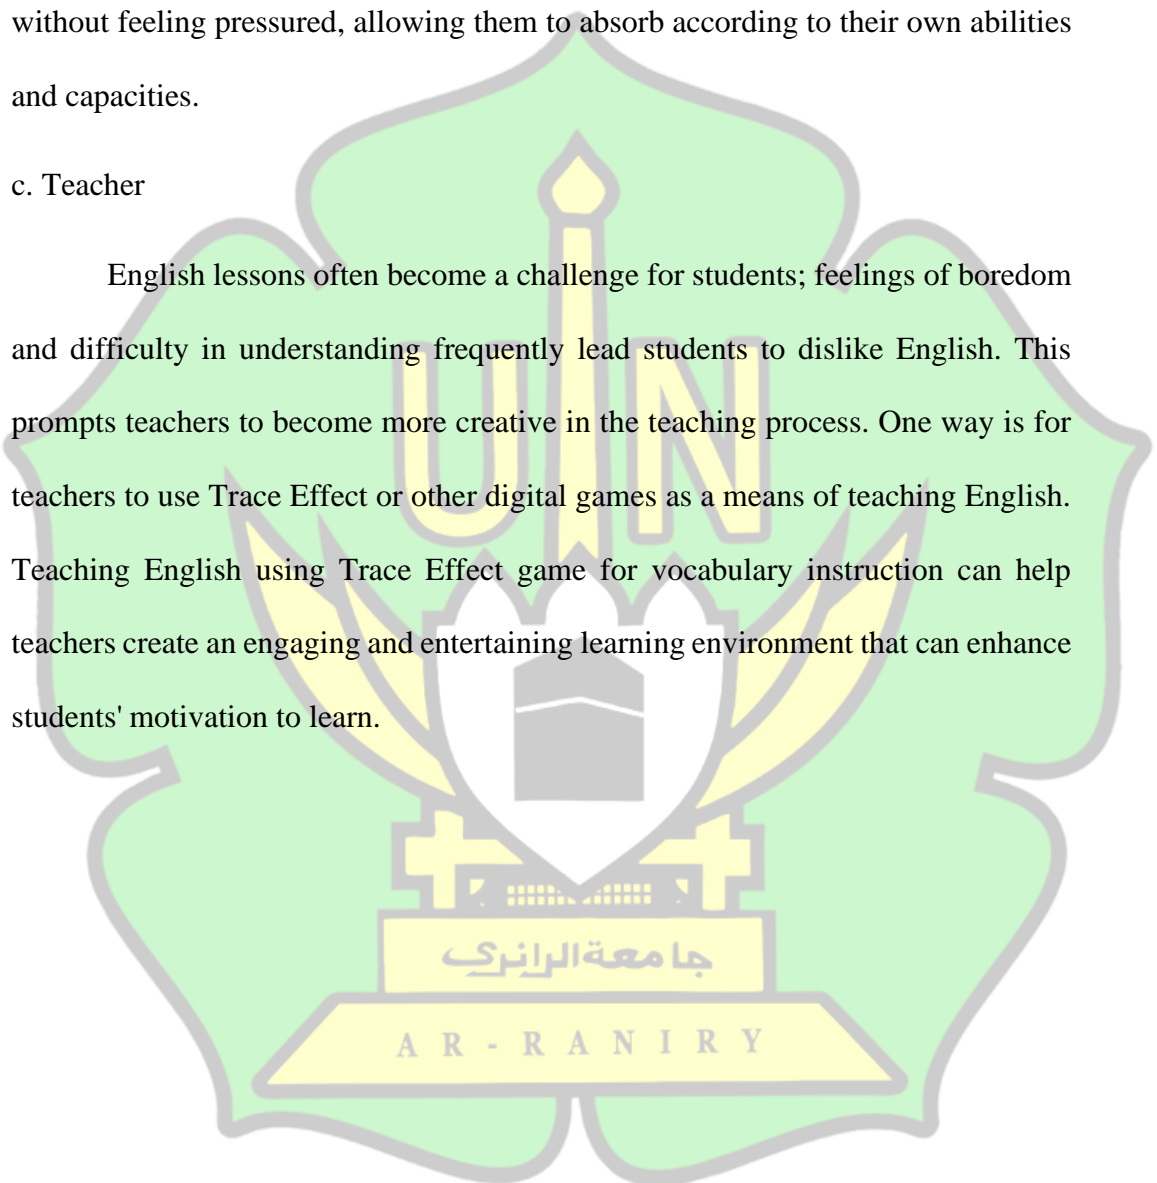 without feeling pressured, allowing them to absorb according to their own abilities
and capacities.
c. Teacher
English lessons often become a challenge for students; feelings of boredom
and difficulty in understanding frequently lead students to dislike English. This
prompts teachers to become more creative in the teaching process. One way is for
teachers to use Trace Effect or other digital games as a means of teaching English.
Teaching English using Trace Effect game for vocabulary instruction can help
teachers create an engaging and entertaining learning environment that can enhance
students' motivation to learn.
UIN
جامعة الرانرك
AR-RANIRY